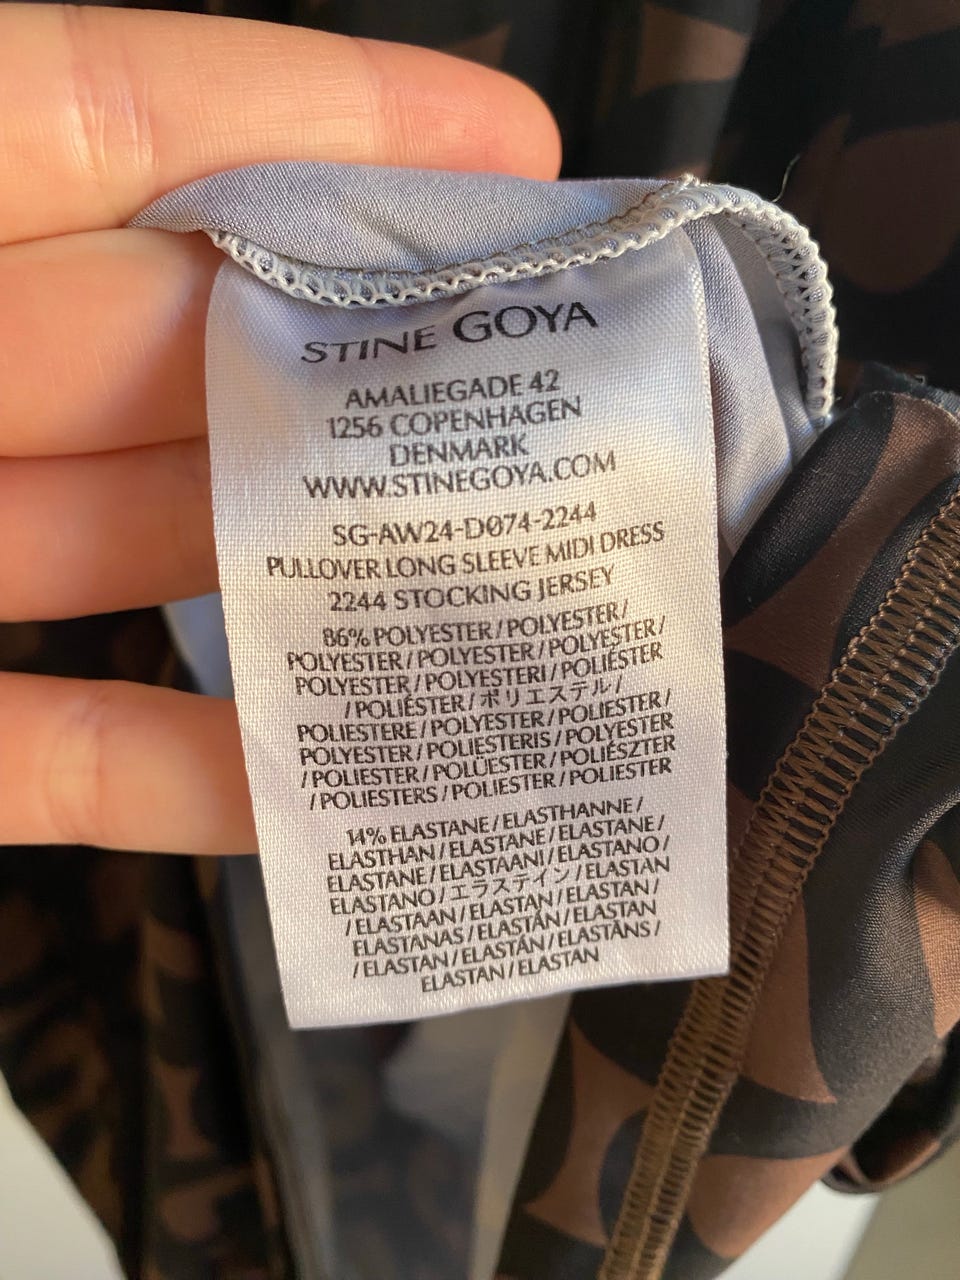 STINE GOYA
AMALIEGADE 42
1256 COPENHAGEN
DENMARK
WWW.STINEGOYA.COM
SG-AW24-D074-2244
PULLOVER LONG SLEEVE MIDI DRESS
2244 STOCKING JERSEY
86% POLYESTER / POLYESTER /
POLYESTER / POLYESTER / POLYESTER /
POLYESTER / POLYESTERI / POLIÉSTER
/ POLIÉSTER / ポリエステル /
POLIESTERE / POLYESTER / POLIESTER /
POLYESTER / POLIESTERIS / POLYESTER
/ POLIESTER / POLÜESTER / POLIÉSZTER
/ POLIESTERS / POLIESTER / POLIESTER
14% ELASTANE / ELASTHANNE /
ELASTHAN / ELASTANE / ELASTANE /
ELASTANE / ELASTAANI / ELASTANO /
ELASTANO / エラステイン / ELASTAN
/ ELASTAAN / ELASTAN / ELASTAN /
ELASTANAS / ELASTAN / ELASTAN
/ ELASTAN / ELASTÁN / ELASTĀNS /
ELASTAN / ELASTAN